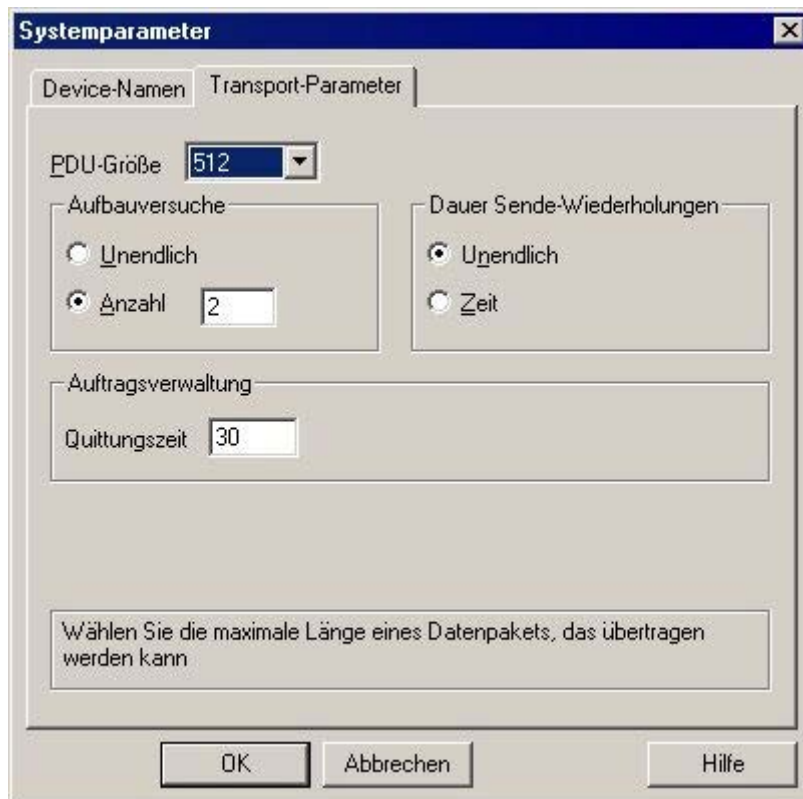 Systemparameter
Device-Namen Transport-Parameter
PDU-Größe 512
Aufbauversuche
Unendlich
Anzahl 2
Dauer Sende-Wiederholungen
Unendlich
Zeit
Auftragsverwaltung
Quittungszeit 30
Wählen Sie die maximale Länge eines Datenpakets, das übertragen
werden kann
OK Abbrechen Hilfe